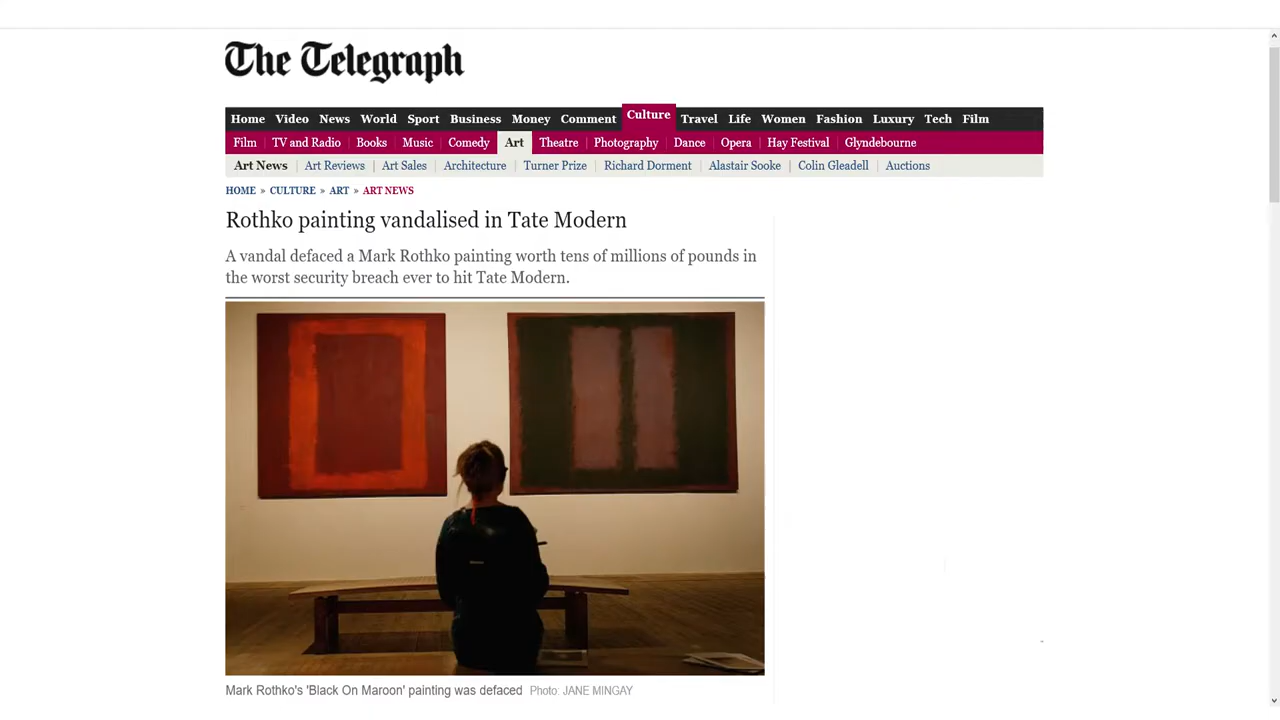 The Telegraph
Home Video News World Sport Business Money Comment Culture Travel Life Women Fashion Luxury Tech Film
Film TV and Radio Books Music Comedy Art Theatre Photography Dance Opera Hay Festival Glyndebourne
Art News Art Reviews Art Sales Architecture Turner Prize Richard Dorment Alastair Sooke Colin Gleadell Auctions
HOME » CULTURE » ART » ART NEWS
Rothko painting vandalised in Tate Modern
A vandal defaced a Mark Rothko painting worth tens of millions of pounds in
the worst security breach ever to hit Tate Modern.
Mark Rothko's 'Black On Maroon' painting was defaced Photo: JANE MINGAY